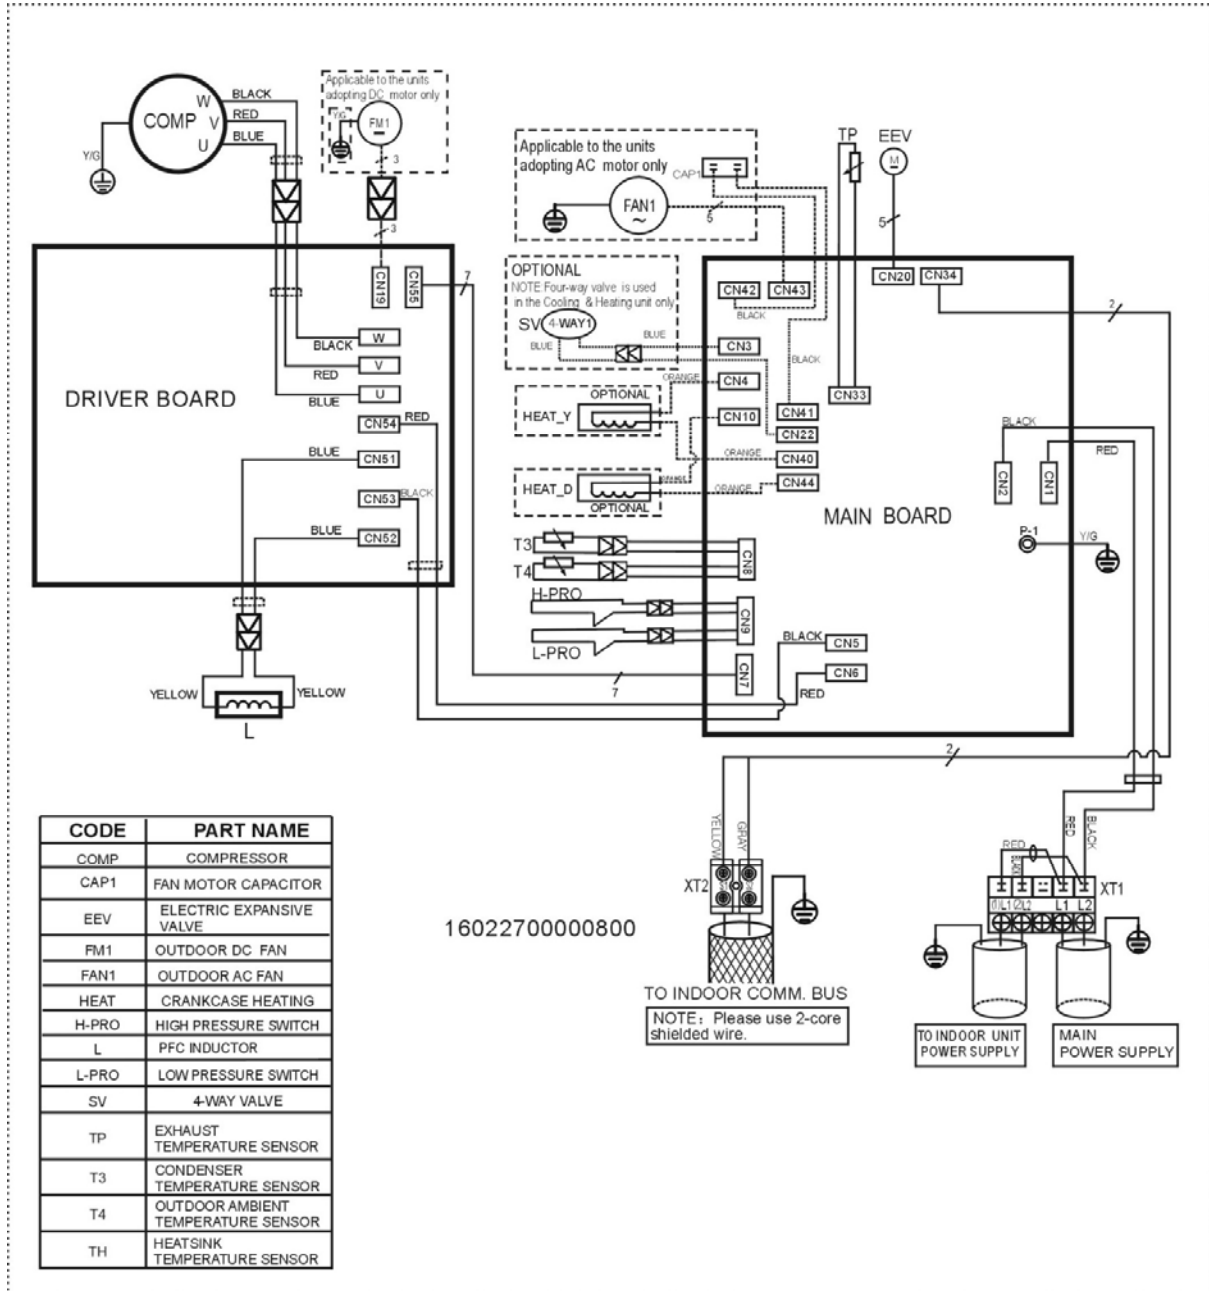 Applicable to the units
adopting DC motor only
Y/G
FM1
3
3
COMP
W
V
U
BLACK
RED
BLUE
Y/G
Applicable to the units
adopting AC motor only
CAP1
FAN1
5
TP
EEV
M
5
CN19
CN55
7
OPTIONAL
NOTE:Four-way valve is used
in the Cooling & Heating unit only
SV
4-WAY1
BLUE
BLUE
CN42
CN43
BLACK
CN20
CN34
2
BLACK
W
RED
V
BLUE
U
DRIVER BOARD
CN54
RED
BLUE
CN51
CN53
BLACK
BLUE
CN52
CN3
BLACK
ORANGE
CN4
OPTIONAL
HEAT_Y
CN10
CN41
CN33
CN22
ORANGE
CN40
HEAT_D
ORANGE
ORANGE
CN44
OPTIONAL
BLACK
RED
CN2
CN1
MAIN BOARD
P-1
Y/G
T3
T4
CN8
H-PRO
L-PRO
CN9
CN7
7
BLACK
CN5
CN6
RED
YELLOW
YELLOW
L
2
YELLOW
GRAY
XT2
RED
BLACK
RED
BLACK
XT1
(1)L1
(2)L2
L1
L2
16022700000800
TO INDOOR COMM. BUS
NOTE: Please use 2-core
shielded wire.
TO INDOOR UNIT
POWER SUPPLY
MAIN
POWER SUPPLY
CODE PART NAME
COMP COMPRESSOR
CAP1 FAN MOTOR CAPACITOR
EEV ELECTRIC EXPANSIVE
VALVE
FM1 OUTDOOR DC FAN
FAN1 OUTDOOR AC FAN
HEAT CRANKCASE HEATING
H-PRO HIGH PRESSURE SWITCH
L PFC INDUCTOR
L-PRO LOW PRESSURE SWITCH
SV 4-WAY VALVE
TP EXHAUST
TEMPERATURE SENSOR
T3 CONDENSER
TEMPERATURE SENSOR
T4 OUTDOOR AMBIENT
TEMPERATURE SENSOR
TH HEATSINK
TEMPERATURE SENSOR